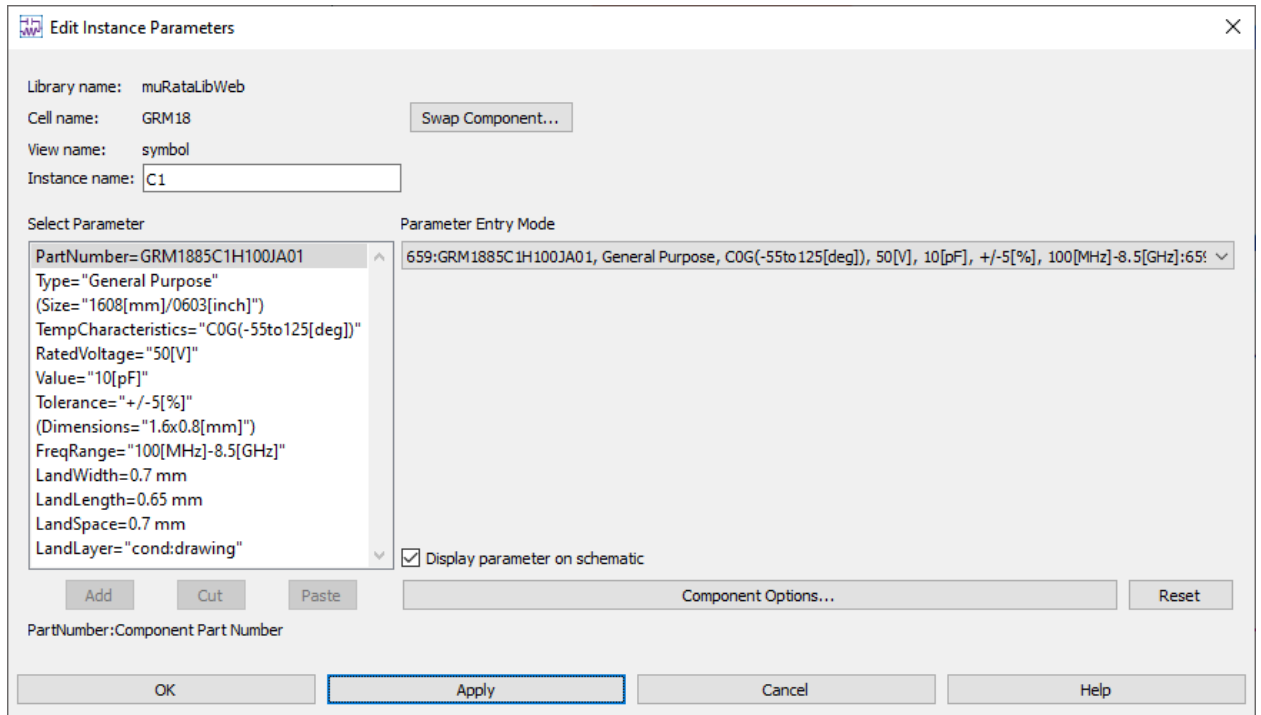 Edit Instance Parameters
Library name: muRataLibWeb
Cell name: GRM18
Swap Component...
View name: symbol
Instance name: C1
Select Parameter
Parameter Entry Mode
PartNumber=GRM1885C1H100JA01
659:GRM1885C1H100JA01, General Purpose, C0G(-55to125[deg]), 50[V], 10[pF], +/-5[%], 100[MHz]-8.5[GHz]:659
Type="General Purpose"
(Size="1608[mm]/0603[inch]")
TempCharacteristics="C0G(-55to125[deg])"
RatedVoltage="50[V]"
Value="10[pF]"
Tolerance="+/-5[%]"
(Dimensions="1.6x0.8[mm]")
FreqRange="100[MHz]-8.5[GHz]"
LandWidth=0.7 mm
LandLength=0.65 mm
LandSpace=0.7 mm
LandLayer="cond:drawing"
Display parameter on schematic
Add Cut Paste
Component Options... Reset
PartNumber:Component Part Number
OK Apply Cancel Help